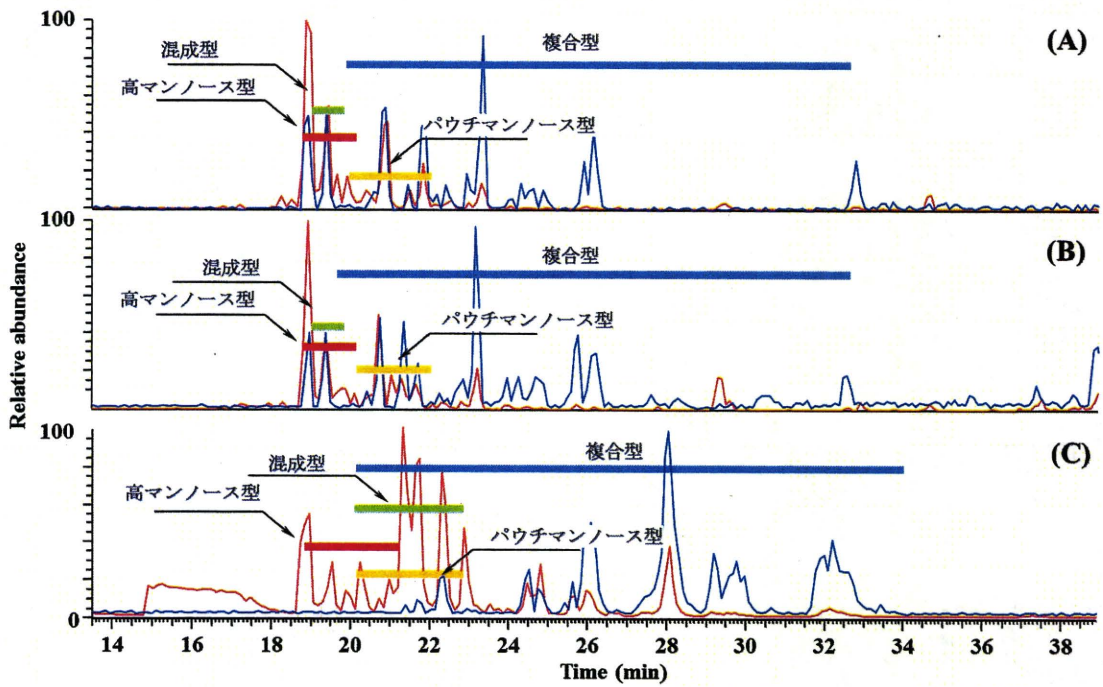 100
混成型
複合型
(A)
高マンノース型
パウチマンノース型
100
混成型
複合型
(B)
高マンノース型
パウチマンノース型
Relative abundance
100
混成型
複合型
(C)
高マンノース型
パウチマンノース型
0
14 16 18 20 22 24 26 28 30 32 34 36 38
Time (min)